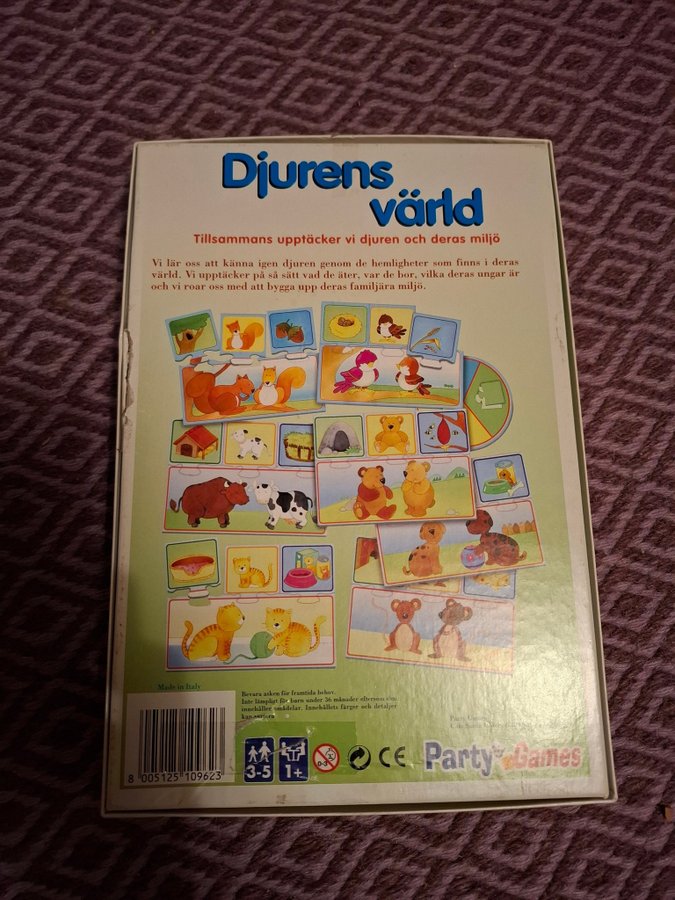 Djurens
värld
Tillsammans upptäcker vi djuren och deras miljö
Vi lär oss att känna igen djuren genom de hemligheter som finns i deras
värld. Vi upptäcker på så sätt vad de äter, var de bor, vilka deras ungar är
och vi roar oss med att bygga upp deras familjära miljö.
Made in Italy
Bevara asken för framtida behov.
Inte lämpligt för barn under 36 månader eftersom den
innehåller smådelar. Innehållets färger och detaljer
kan variera
Party Games
8 005125 109623
3-5
1+
0-3
CE
Party Games